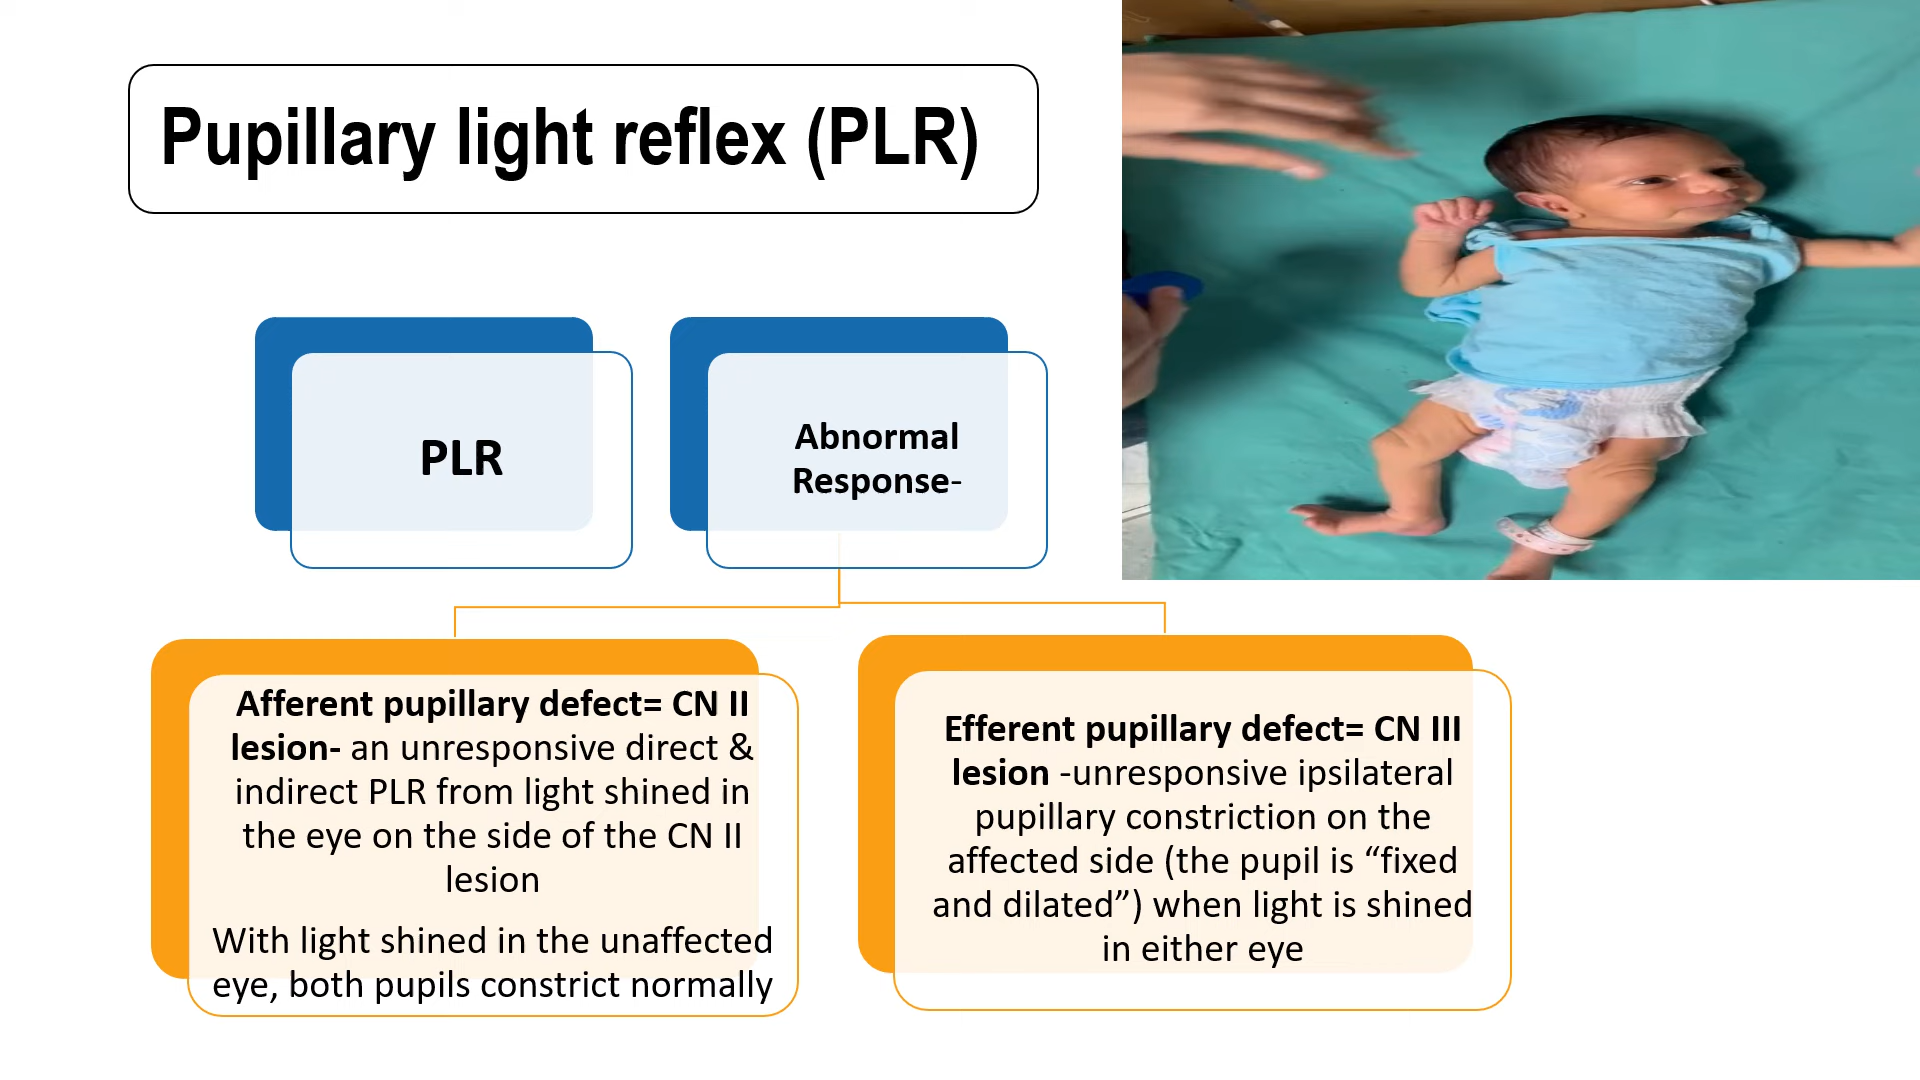 Pupillary light reflex (PLR)
PLR
Abnormal
Response-
Afferent pupillary defect= CN II
lesion- an unresponsive direct &
indirect PLR from light shined in
the eye on the side of the CN II
lesion
With light shined in the unaffected
eye, both pupils constrict normally
Efferent pupillary defect= CN III
lesion -unresponsive ipsilateral
pupillary constriction on the
affected side (the pupil is “fixed
and dilated”) when light is shined
in either eye